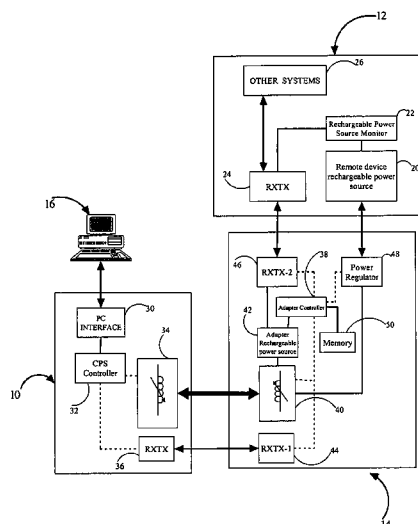 12
26
OTHER SYSTEMS
22
Rechargeable Power
Source Monitor
24
RXTX
20
Remote device
rechargeable power
source
16
38
46
RXTX-2
48
Power
Regulator
Adapter Controller
42
Adapter
Rechargeable
power source
50
Memory
30
PC
INTERFACE
34
CPS
Controller
32
10
40
36
RXTX
RXTX-1
44
14